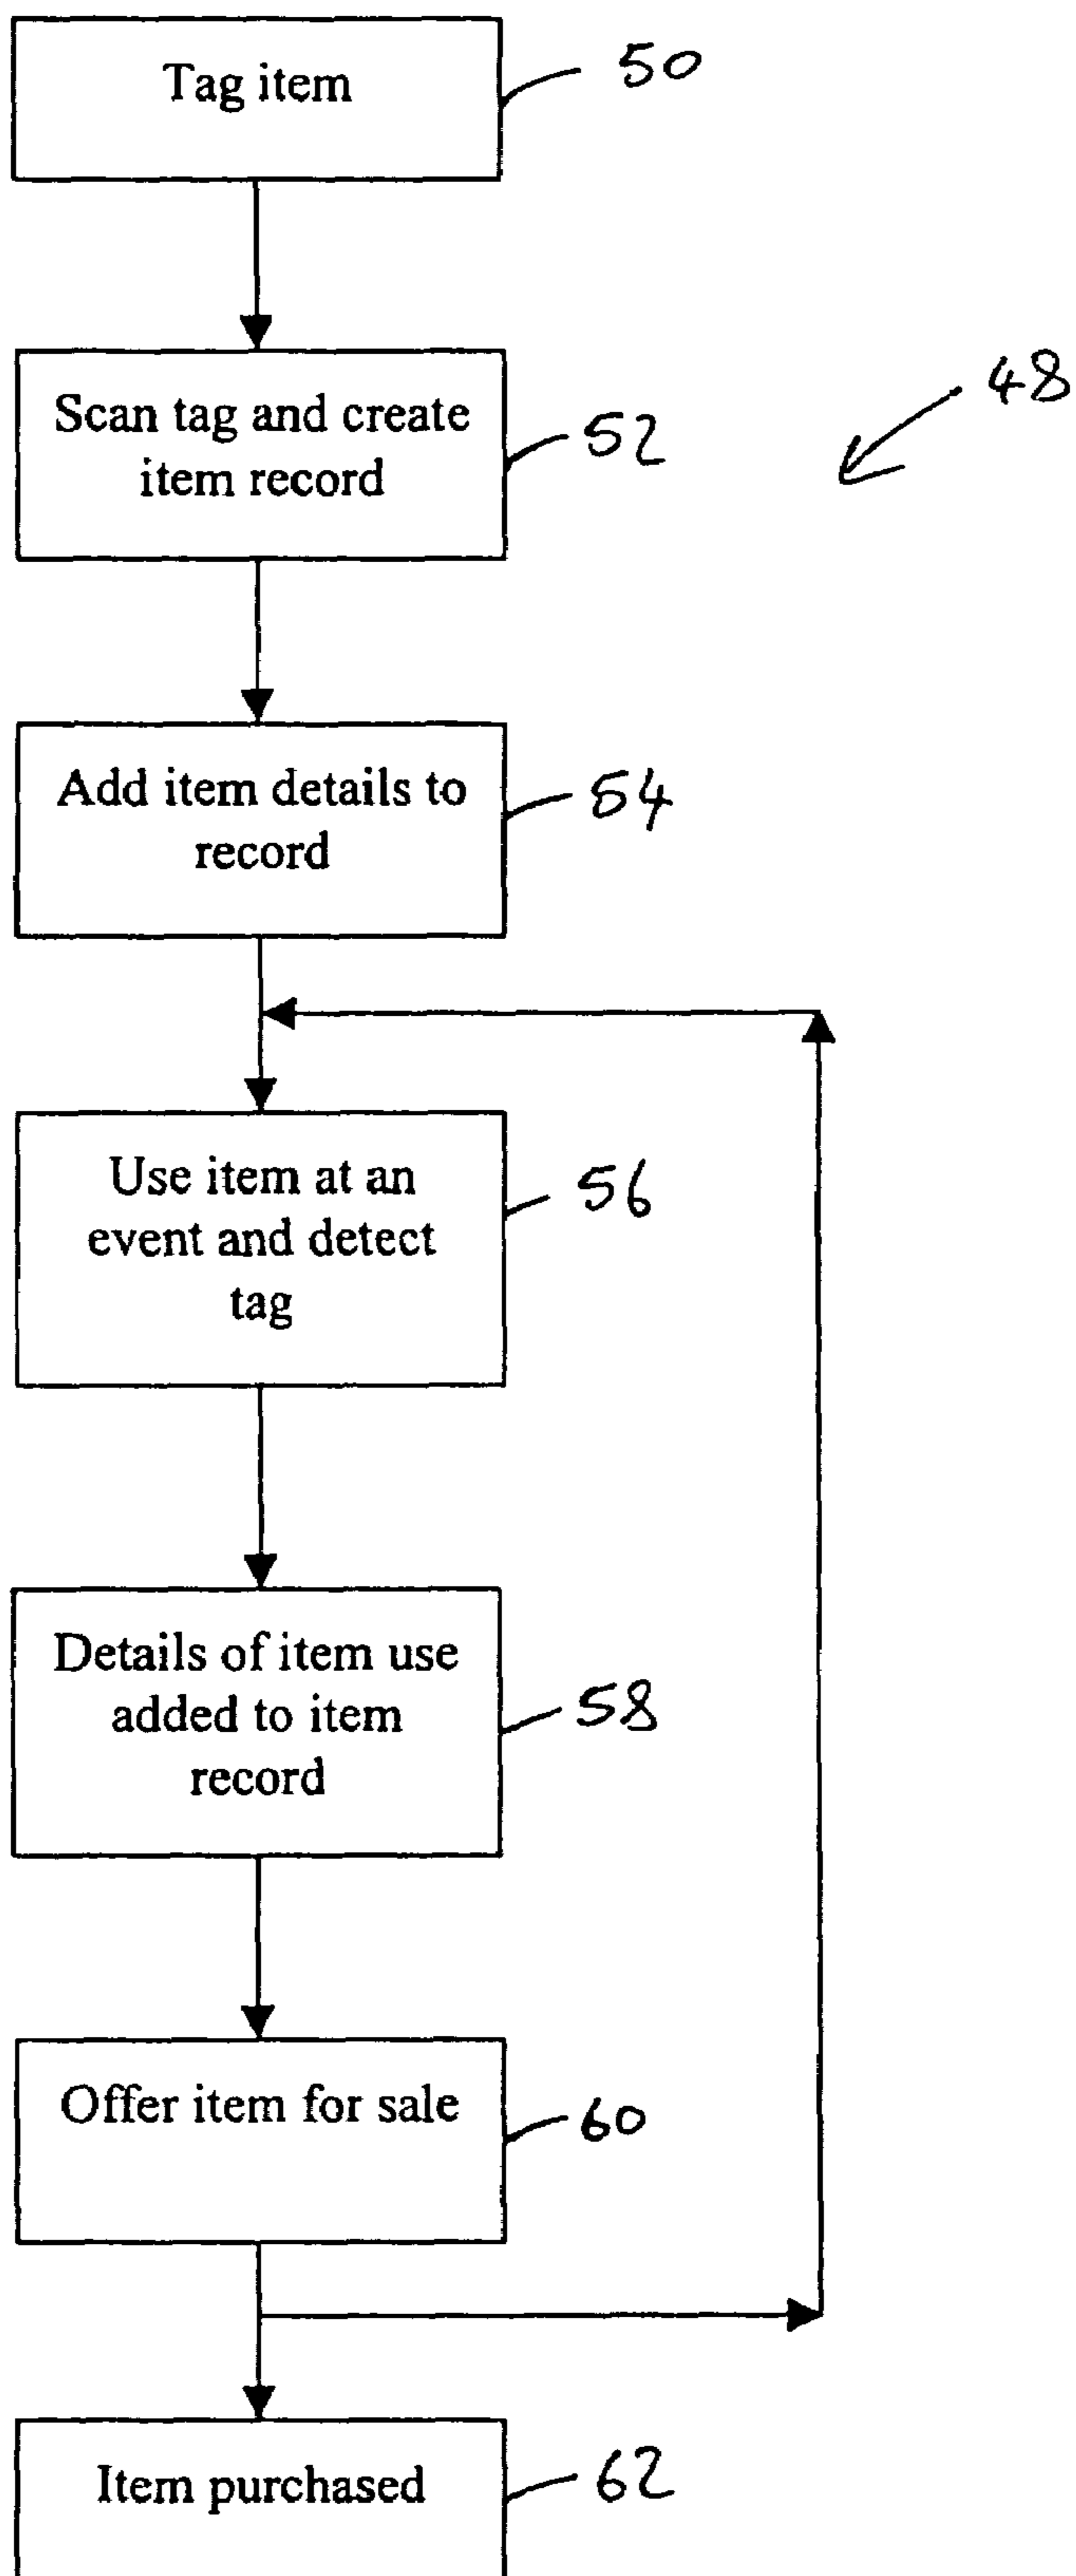 Tag item
50
Scan tag and create
item record
52
48
Add item details to
record
54
Use item at an
event and detect
tag
56
Details of item use
added to item
record
58
Offer item for sale
60
Item purchased
62